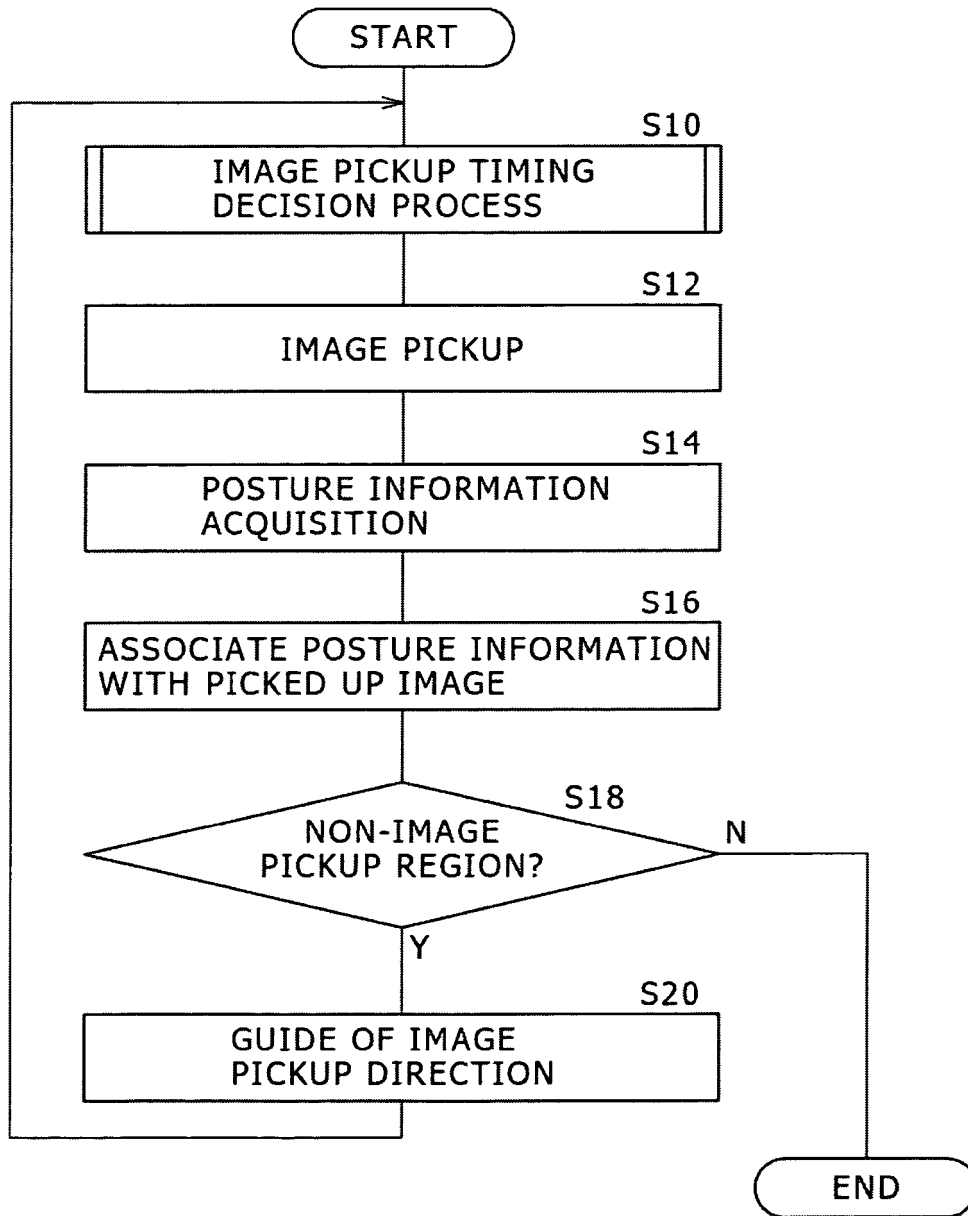 START
S10
IMAGE PICKUP TIMING
DECISION PROCESS
S12
IMAGE PICKUP
S14
POSTURE INFORMATION
ACQUISITION
S16
ASSOCIATE POSTURE INFORMATION
WITH PICKED UP IMAGE
S18
NON-IMAGE
PICKUP REGION?
N
Y
S20
GUIDE OF IMAGE
PICKUP DIRECTION
END